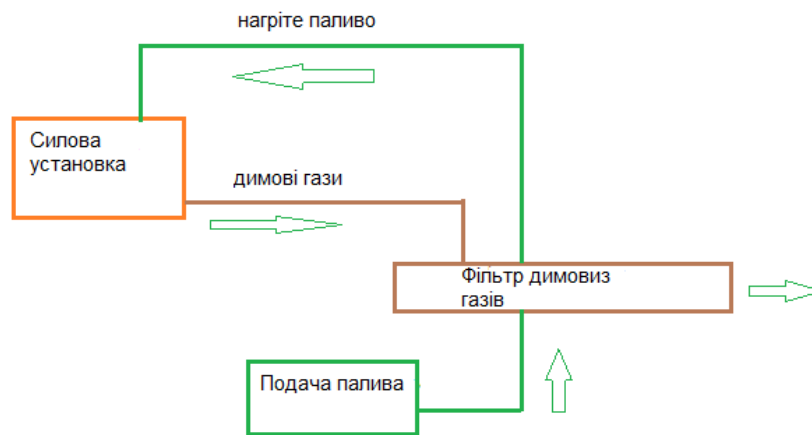 нагріте паливо
Силова
установка
димові гази
Фільтр димовиз
газів
Подача палива